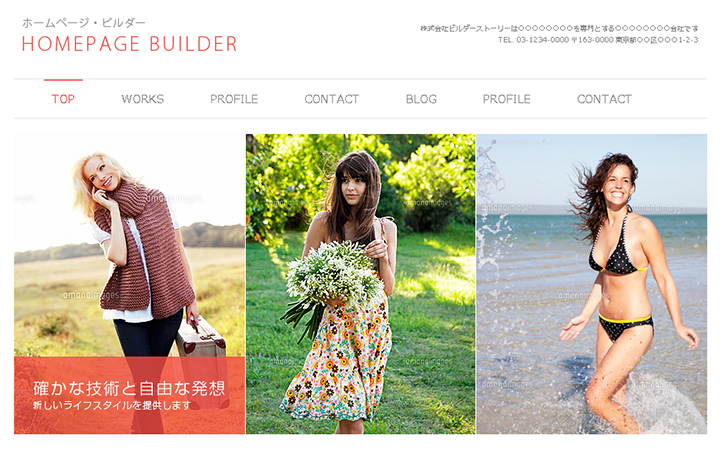 ホームページ・ビルダー
HOMEPAGE BUILDER
株式会社ビルダーストーリーは○○○○○○○○を専門とする○○○○○○○○会社です
TEL. 03-1234-0000 〒163-0000 東京都○○区○○○1-2-3
TOP WORKS PROFILE CONTACT BLOG PROFILE CONTACT
amanaimages
amanaimages
amanaimages
確かな技術と自由な発想
新しいライフスタイルを提供します